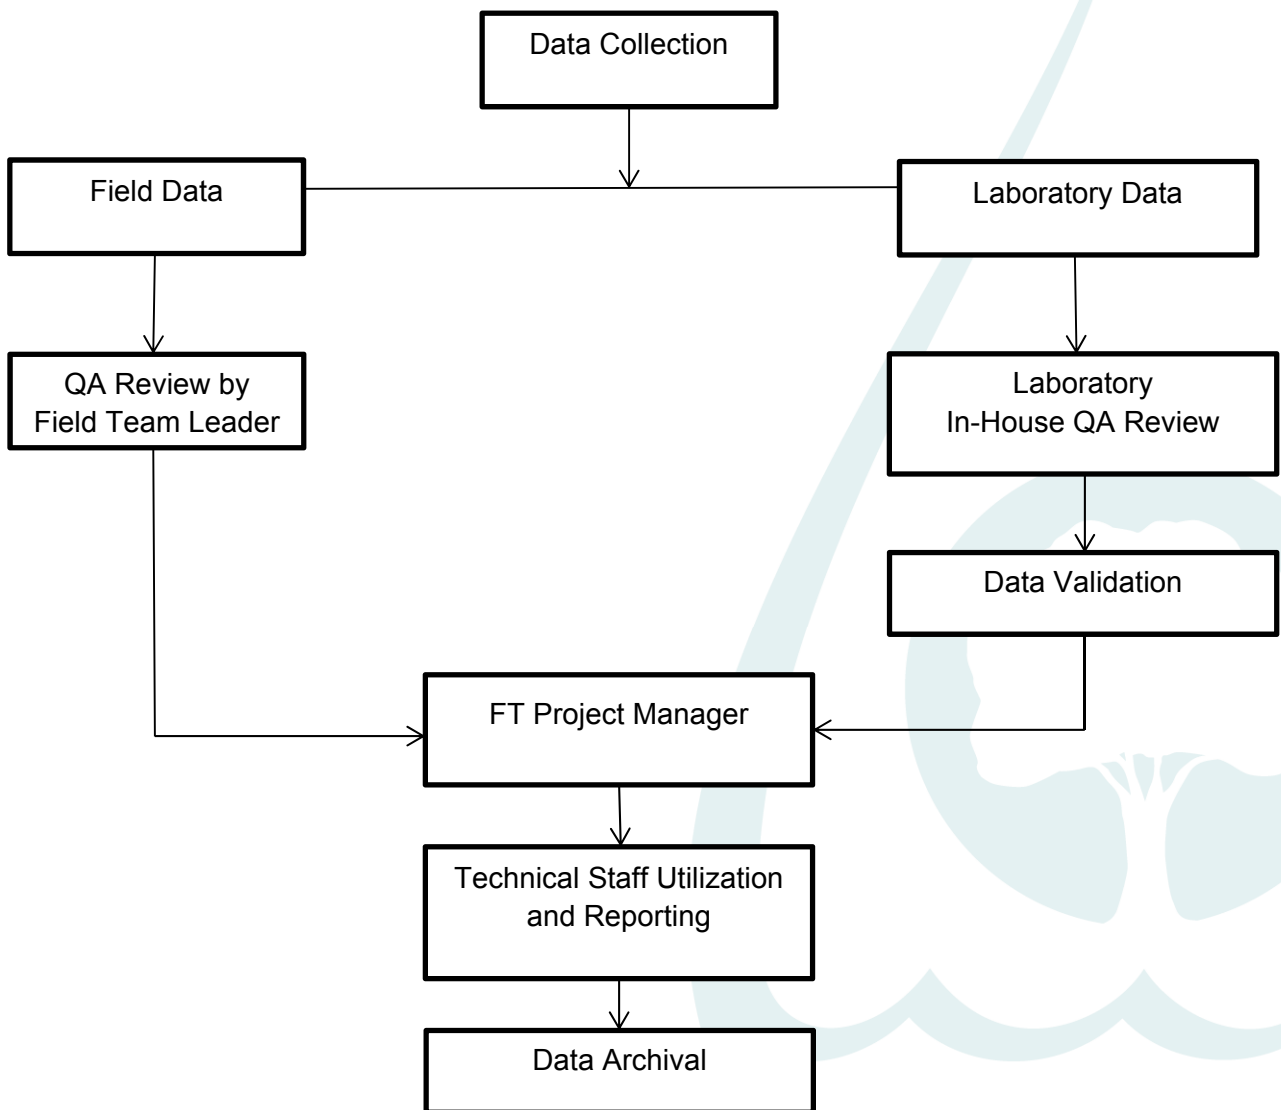 Data Collection
Field Data
Laboratory Data
QA Review by
Field Team Leader
Laboratory
In-House QA Review
Data Validation
FT Project Manager
Technical Staff Utilization
and Reporting
Data Archival